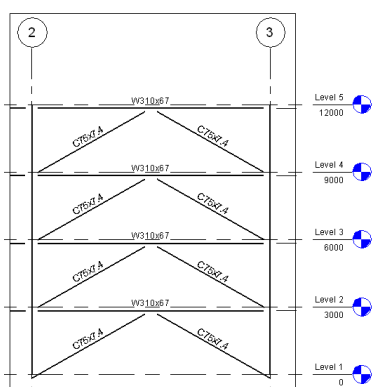 2 3
Level 5
W310x67
12000
C75x7.4 C75x7.4
Level 4
W310x67
9000
C75x7.4 C75x7.4
Level 3
W310x67
6000
C75x7.4 C75x7.4
Level 2
W310x67
3000
C75x7.4 C75x7.4
Level 1
0